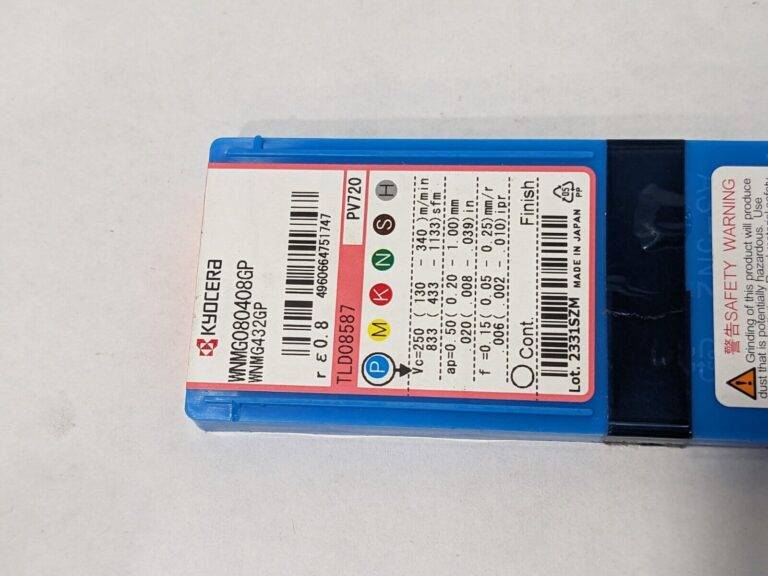 KYOCERA
WNMG080408GP
WNMG432GP
4960664751747
rε0.8
TLD08587 PV720
P M K N S H
Vc=250 ( 130 - 340 )m/min
833 ( 433 - 1133)sfm
ap=0.50( 0.20 - 1.00)mm
.020( .008 - .039)in
f =0.15( 0.05 - 0.25)mm/r
.006( .002 - .010)ipr
Cont. Finish
Lot. 2331SZM MADE IN JAPAN PP
警告SAFETY WARNING
Grinding of this product will produce
dust that is potentially hazardous. Use